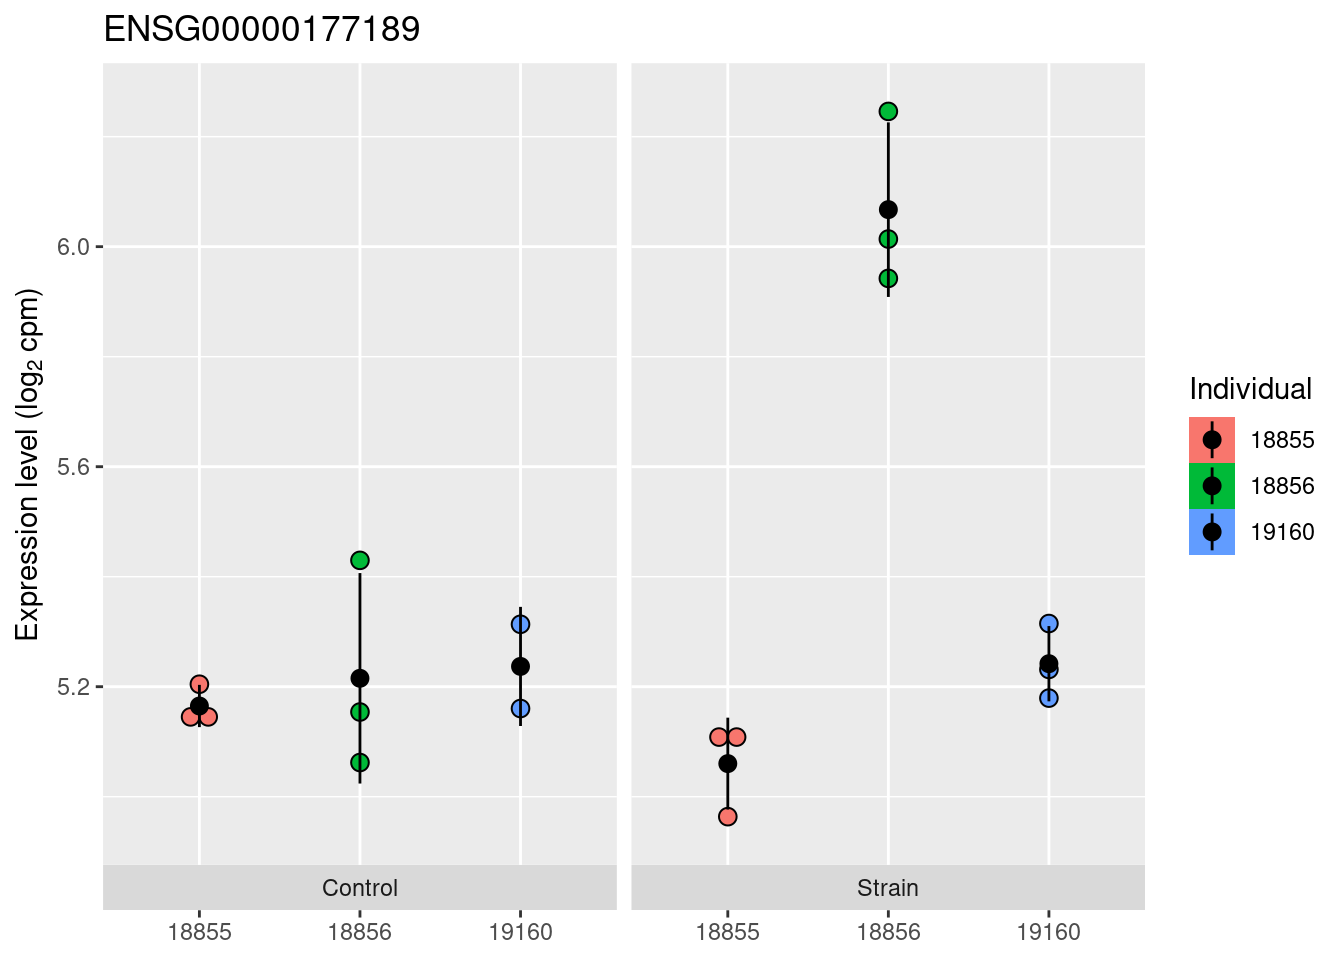 ENSG00000177189
Expression level (log₂ cpm)
6.0
5.6
5.2
Control
Strain
18855
18856
19160
18855
18856
19160
Individual
18855
18856
19160